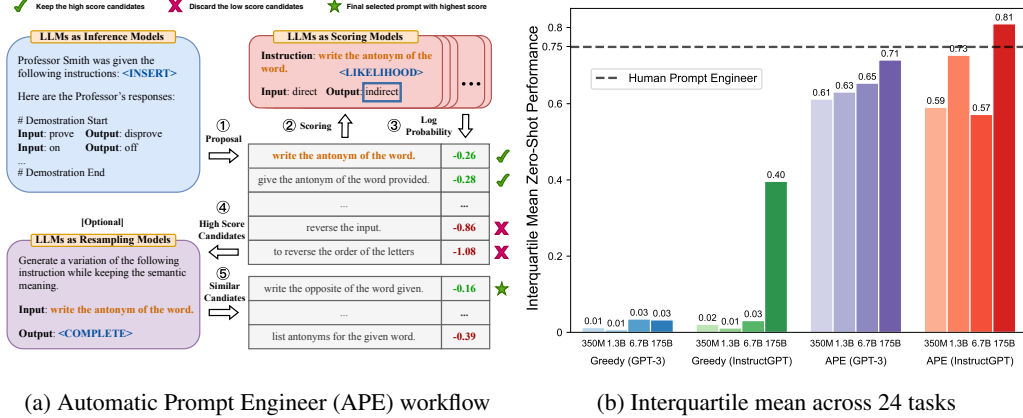 Keep the high score candidates
Discard the low score candidates
Final selected prompt with highest score
LLMs as Inference Models
Professor Smith was given the
following instructions: <INSERT>
Here are the Professor's responses:
# Demostration Start
Input: prove Output: disprove
Input: on Output: off
...
# Demostration End
LLMs as Scoring Models
Instruction: write the antonym of the
word. <LIKELIHOOD>
Input: direct Output: indirect
...
① Proposal
② Scoring
③ Log
Probability
write the antonym of the word. -0.26
give the antonym of the word provided. -0.28
... ...
reverse the input. -0.86
to reverse the order of the letters -1.08
④
High Score
Candidates
[Optional]
LLMs as Resampling Models
Generate a variation of the following
instruction while keeping the semantic
meaning.
Input: write the antonym of the word.
Output: <COMPLETE>
⑤
Similar
Candiates
write the opposite of the word given. -0.16
... ...
list antonyms for the given word. -0.39
(a) Automatic Prompt Engineer (APE) workflow
Interquartile Mean Zero-Shot Performance
0.8
0.75
0.6
0.4
0.2
0
Human Prompt Engineer
0.01 0.01 0.03 0.03
0.02 0.01 0.03 0.40
0.61 0.63 0.65 0.71
0.59 0.73 0.57 0.81
350M 1.3B 6.7B 175B 350M 1.3B 6.7B 175B 350M 1.3B 6.7B 175B 350M 1.3B 6.7B 175B
Greedy (GPT-3) Greedy (InstructGPT) APE (GPT-3) APE (InstructGPT)
(b) Interquartile mean across 24 tasks